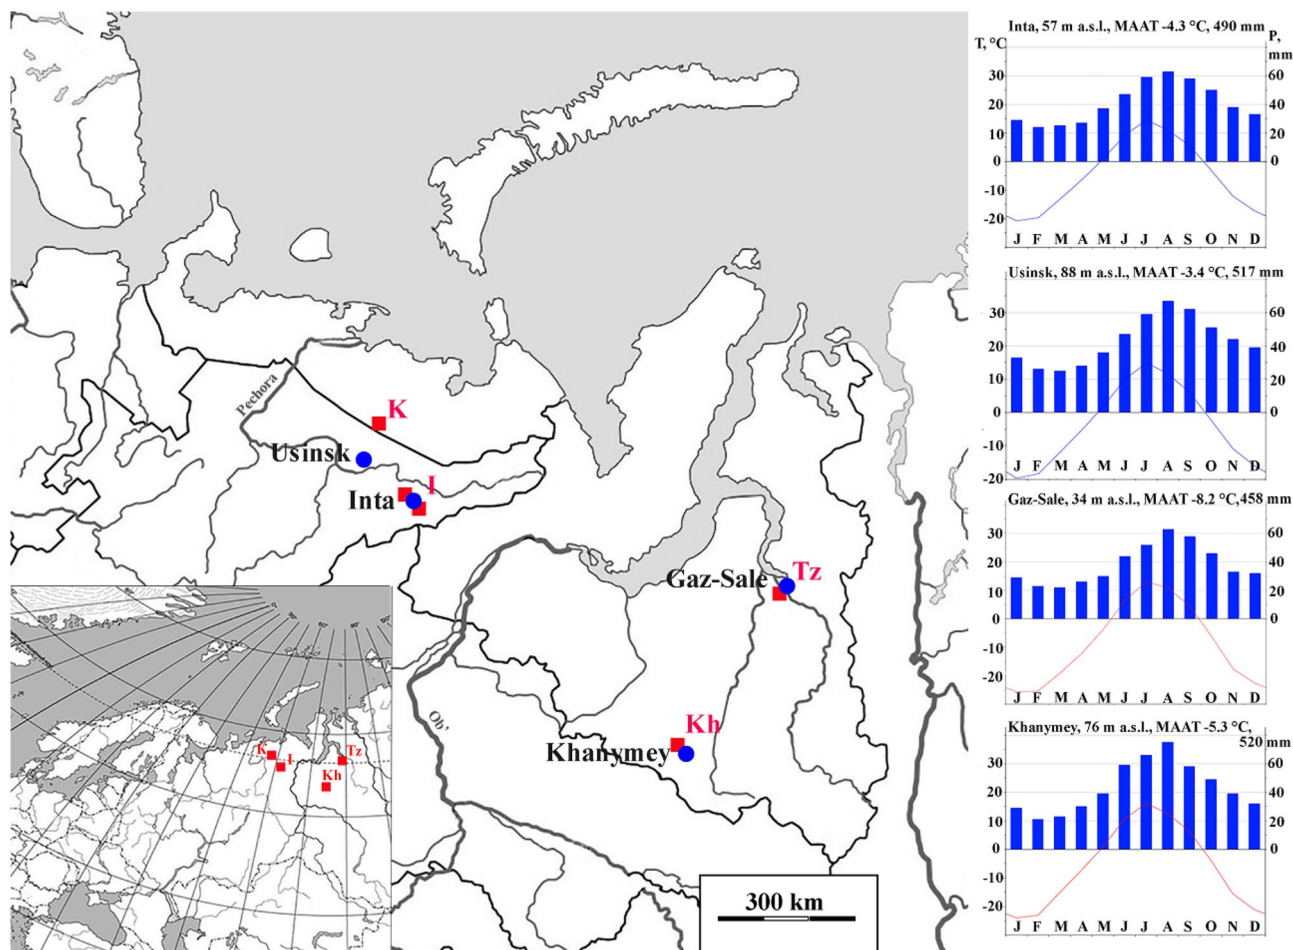 Pechora
K
Usinsk
Inta
I
Gaz-Sale
Tz
Ob'
Kh
Khanymey
300 km
K
I
Tz
Kh
Inta, 57 m a.s.l., MAAT -4.3 °C, 490 mm
T, °C
P, mm
30
20
10
0
-10
-20
60
40
20
0
J F M A M J J A S O N D
Usinsk, 88 m a.s.l., MAAT -3.4 °C, 517 mm
30
20
10
0
-10
-20
60
40
20
0
J F M A M J J A S O N D
Gaz-Sale, 34 m a.s.l., MAAT -8.2 °C,458 mm
30
20
10
0
-10
-20
60
40
20
0
J F M A M J J A S O N D
Khanymey, 76 m a.s.l., MAAT -5.3 °C,
520 mm
30
20
10
0
-10
-20
60
40
20
0
J F M A M J J A S O N D